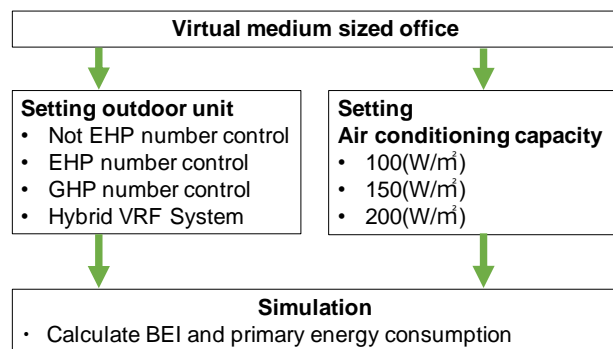 Virtual medium sized office
Setting outdoor unit
• Not EHP number control
• EHP number control
• GHP number control
• Hybrid VRF System
Setting
Air conditioning capacity
• 100(W/㎡)
• 150(W/㎡)
• 200(W/㎡)
Simulation
・ Calculate BEI and primary energy consumption